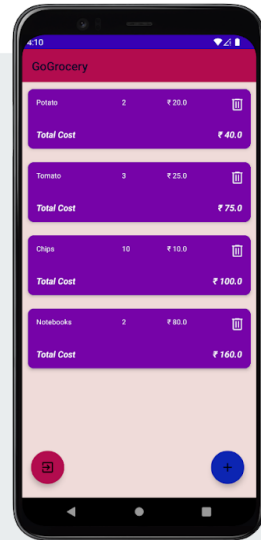 4:10
GoGrocery
Potato 2 ₹ 20.0
Total Cost ₹ 40.0
Tomato 3 ₹ 25.0
Total Cost ₹ 75.0
Chips 10 ₹ 10.0
Total Cost ₹ 100.0
Notebooks 2 ₹ 80.0
Total Cost ₹ 160.0
+